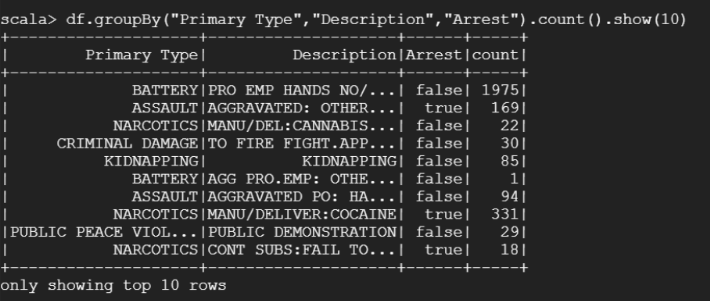 scala> df.groupBy("Primary Type","Description","Arrest").count().show(10)
+--------------------+--------------------+------+-----+
|        Primary Type|         Description|Arrest|count|
+--------------------+--------------------+------+-----+
|             BATTERY|PRO EMP HANDS NO/...| false| 1975|
|             ASSAULT|AGGRAVATED: OTHER...|  true|  169|
|           NARCOTICS|MANU/DEL:CANNABIS...| false|   22|
|     CRIMINAL DAMAGE|TO FIRE FIGHT.APP...| false|   30|
|          KIDNAPPING|          KIDNAPPING| false|   85|
|             BATTERY|AGG PRO.EMP: OTHE...| false|    1|
|             ASSAULT|AGGRAVATED PO: HA...| false|   94|
|           NARCOTICS|MANU/DELIVER:COCAINE|  true|  331|
|PUBLIC PEACE VIOL...|PUBLIC DEMONSTRATION| false|   29|
|           NARCOTICS|CONT SUBS:FAIL TO...|  true|   18|
+--------------------+--------------------+------+-----+
only showing top 10 rows